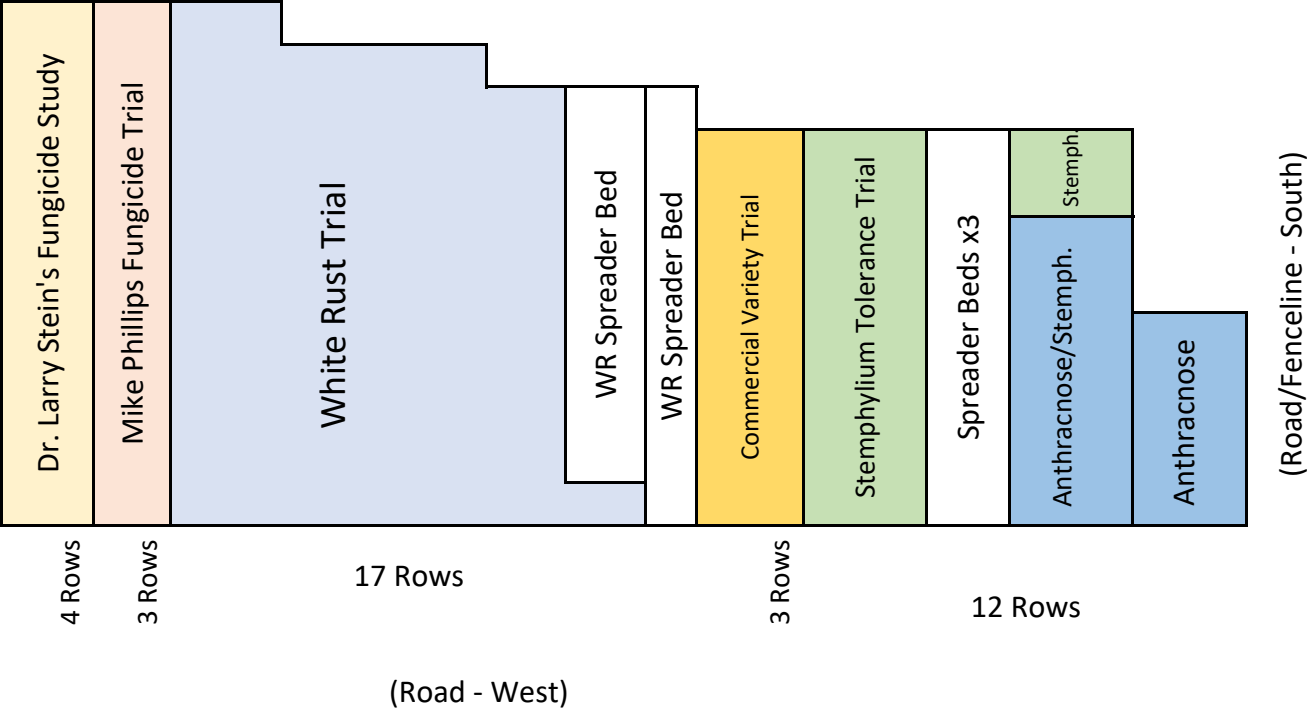 Dr. Larry Stein's Fungicide Study
Mike Phillips Fungicide Trial
White Rust Trial
WR Spreader Bed
WR Spreader Bed
Commercial Variety Trial
Stemphylium Tolerance Trial
Spreader Beds x3
Stemph.
Anthracnose/Stemph.
Anthracnose
(Road/Fenceline - South)
4 Rows
3 Rows
17 Rows
3 Rows
12 Rows
(Road - West)